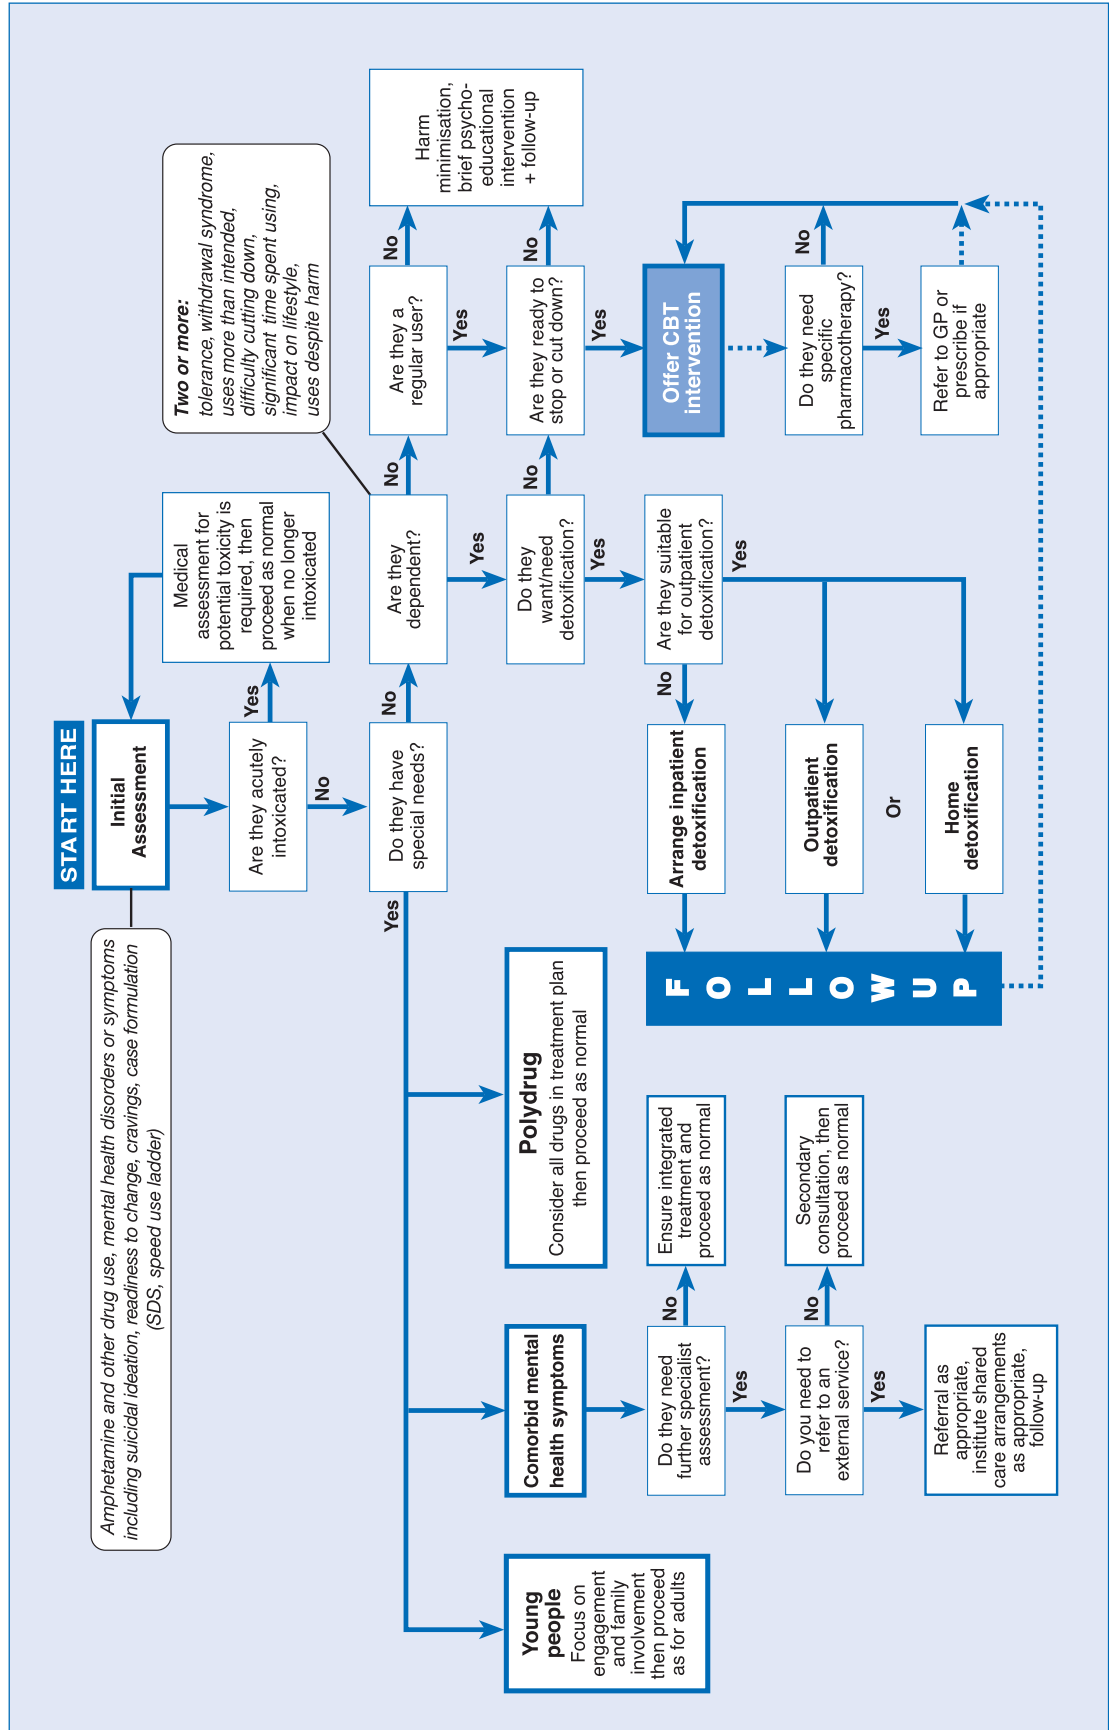 START HERE
Amphetamine and other drug use, mental health disorders or symptoms
including suicidal ideation, readiness to change, cravings, case formulation
(SDS, speed use ladder)
Initial
Assessment
Are they acutely
intoxicated?
Yes
Medical
assessment for
potential toxicity is
required, then
proceed as normal
when no longer
intoxicated
No
Two or more:
tolerance, withdrawal syndrome,
uses more than intended,
difficulty cutting down,
significant time spent using,
impact on lifestyle,
uses despite harm
Do they have
special needs?
Yes
No
Are they
dependent?
No
Are they a
regular user?
No
Harm
minimisation,
brief psycho-
educational
intervention
+ follow-up
Yes
Yes
Young
people
Focus on
engagement
and family
involvement
then proceed
as for adults
Comorbid mental
health symptoms
Polydrug
Consider all drugs in treatment plan
then proceed as normal
Do they
want/need
detoxification?
No
Are they ready to
stop or cut down?
No
Yes
Yes
Do they need
further specialist
assessment?
No
Ensure integrated
treatment and
proceed as normal
Yes
FOLLOWUP
Arrange inpatient
detoxification
No
Are they suitable
for outpatient
detoxification?
Yes
Offer CBT
intervention
Do you need to
refer to an
external service?
No
Secondary
consultation, then
proceed as normal
Yes
Outpatient
detoxification
Or
Do they need
specific
pharmacotherapy?
No
Yes
Referral as
appropriate,
institute shared
care arrangements
as appropriate,
follow-up
Home
detoxification
Refer to GP or
prescribe if
appropriate